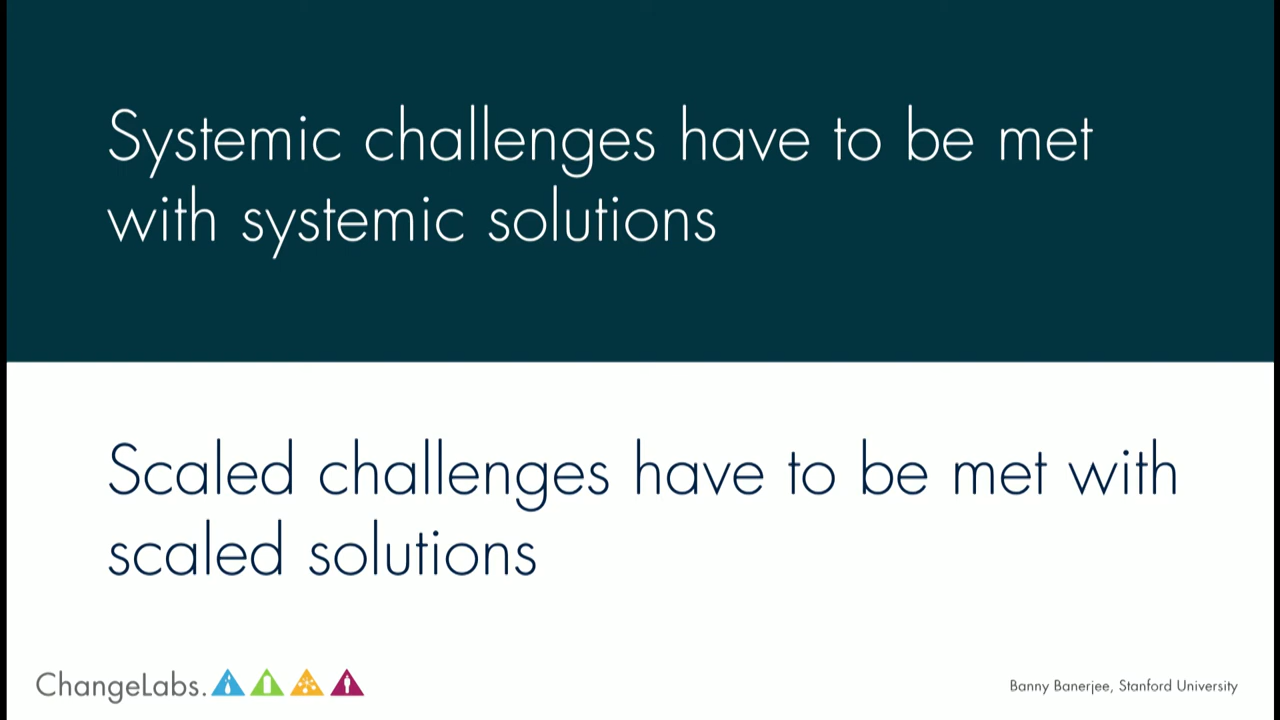 Systemic challenges have to be met
with systemic solutions
Scaled challenges have to be met with
scaled solutions
ChangeLabs.
Banny Banerjee, Stanford University